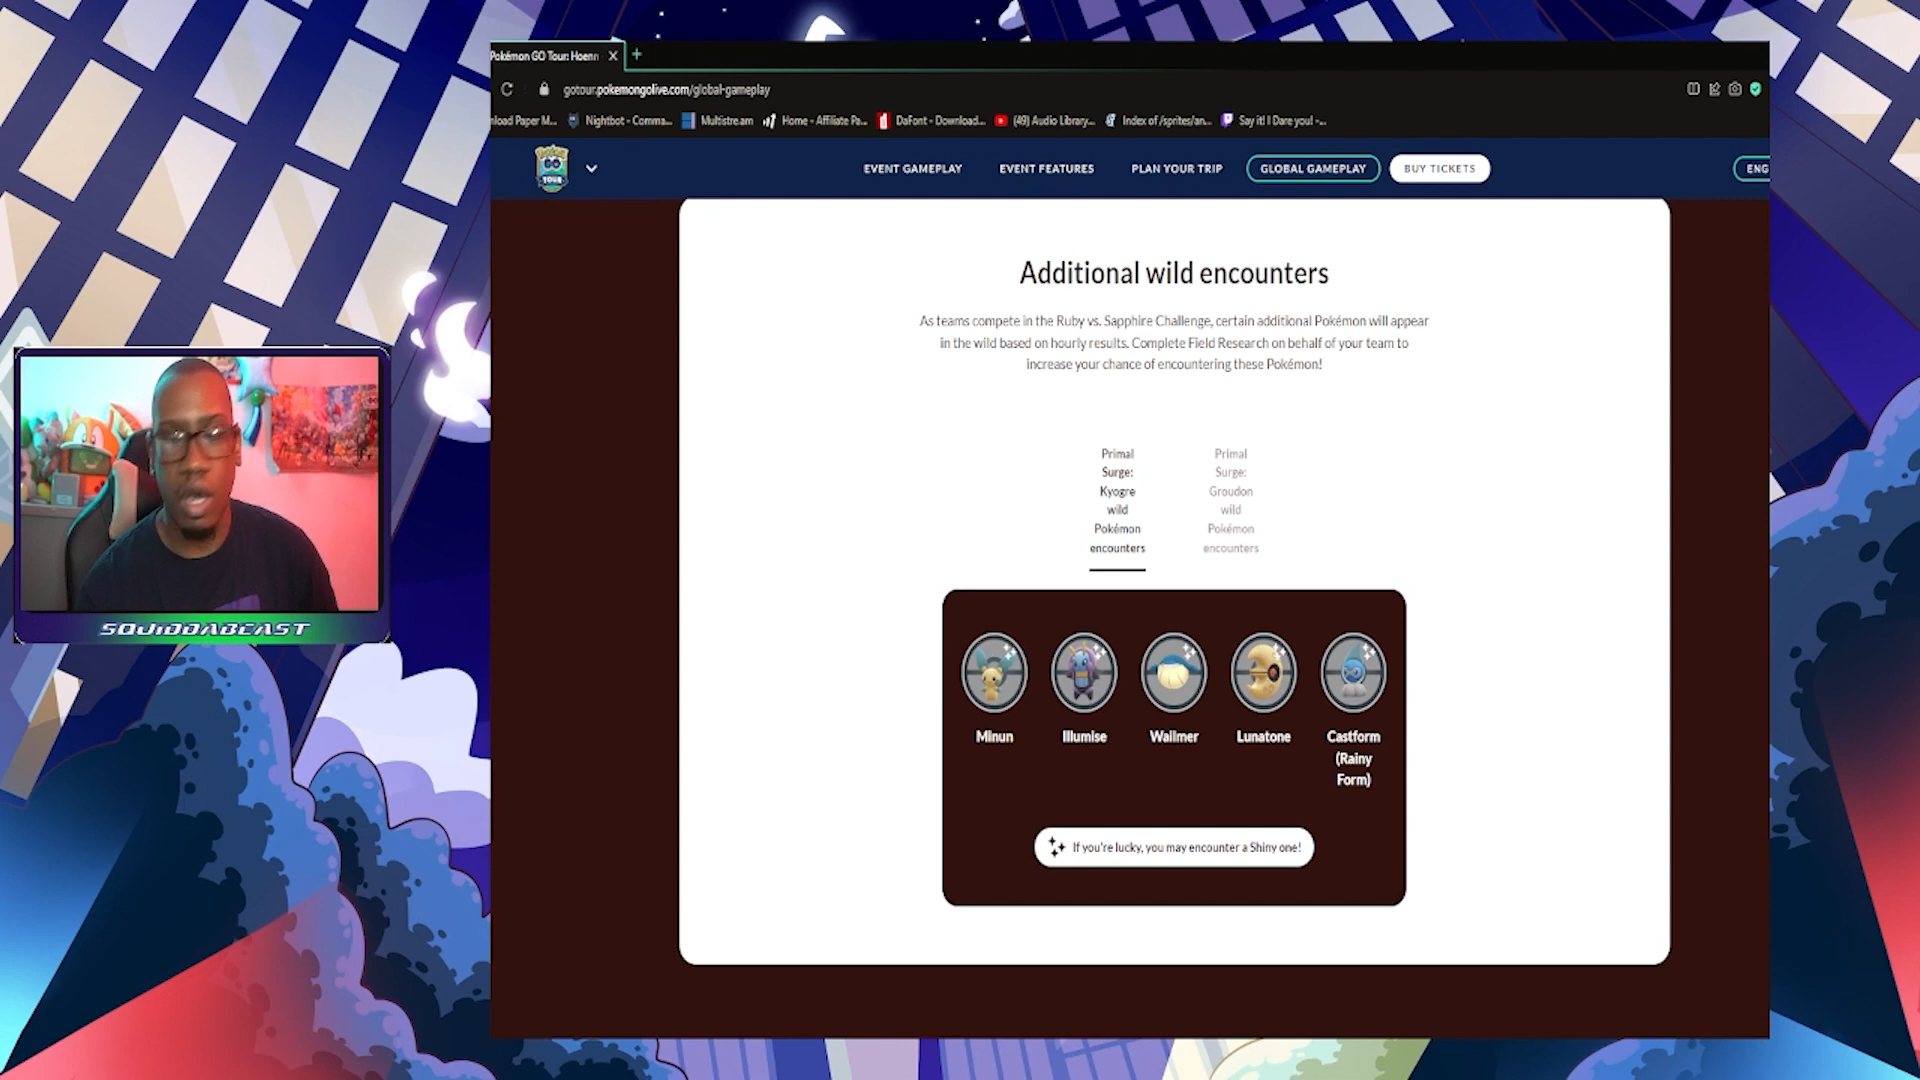 Pokémon GO Tour: Hoenn
gotour.pokemongolive.com/global-gameplay
nload Paper M... Nightbot - Comma... Multistream Home - Affiliate Pa... DaFont - Download... (49) Audio Library... Index of /sprites/an... Say it! I Dare you! -...
TOUR
EVENT GAMEPLAY EVENT FEATURES PLAN YOUR TRIP GLOBAL GAMEPLAY BUY TICKETS ENG
Additional wild encounters
As teams compete in the Ruby vs. Sapphire Challenge, certain additional Pokémon will appear
in the wild based on hourly results. Complete Field Research on behalf of your team to
increase your chance of encountering these Pokémon!
Primal
Surge:
Kyogre
wild
Pokémon
encounters
Primal
Surge:
Groudon
wild
Pokémon
encounters
Minun Illumise Wailmer Lunatone Castform
(Rainy
Form)
If you're lucky, you may encounter a Shiny one!
SQJIDDABEAST